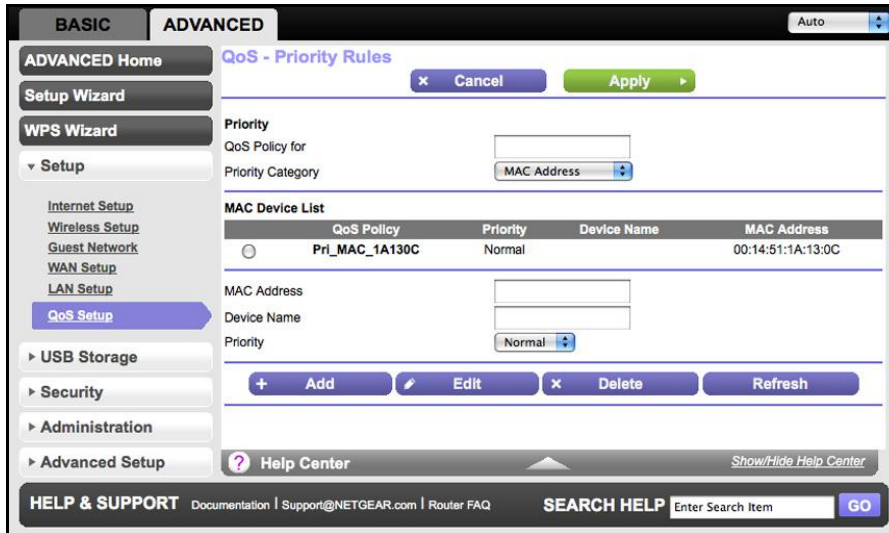 BASIC ADVANCED Auto
ADVANCED Home
Setup Wizard
WPS Wizard
Setup
Internet Setup
Wireless Setup
Guest Network
WAN Setup
LAN Setup
QoS Setup
USB Storage
Security
Administration
Advanced Setup
QoS - Priority Rules
Cancel Apply
Priority
QoS Policy for
Priority Category MAC Address
MAC Device List
QoS Policy Priority Device Name MAC Address
Pri_MAC_1A130C Normal 00:14:51:1A:13:0C
MAC Address
Device Name
Priority Normal
Add Edit Delete Refresh
? Help Center Show/Hide Help Center
HELP & SUPPORT Documentation | Support@NETGEAR.com | Router FAQ SEARCH HELP Enter Search Item GO